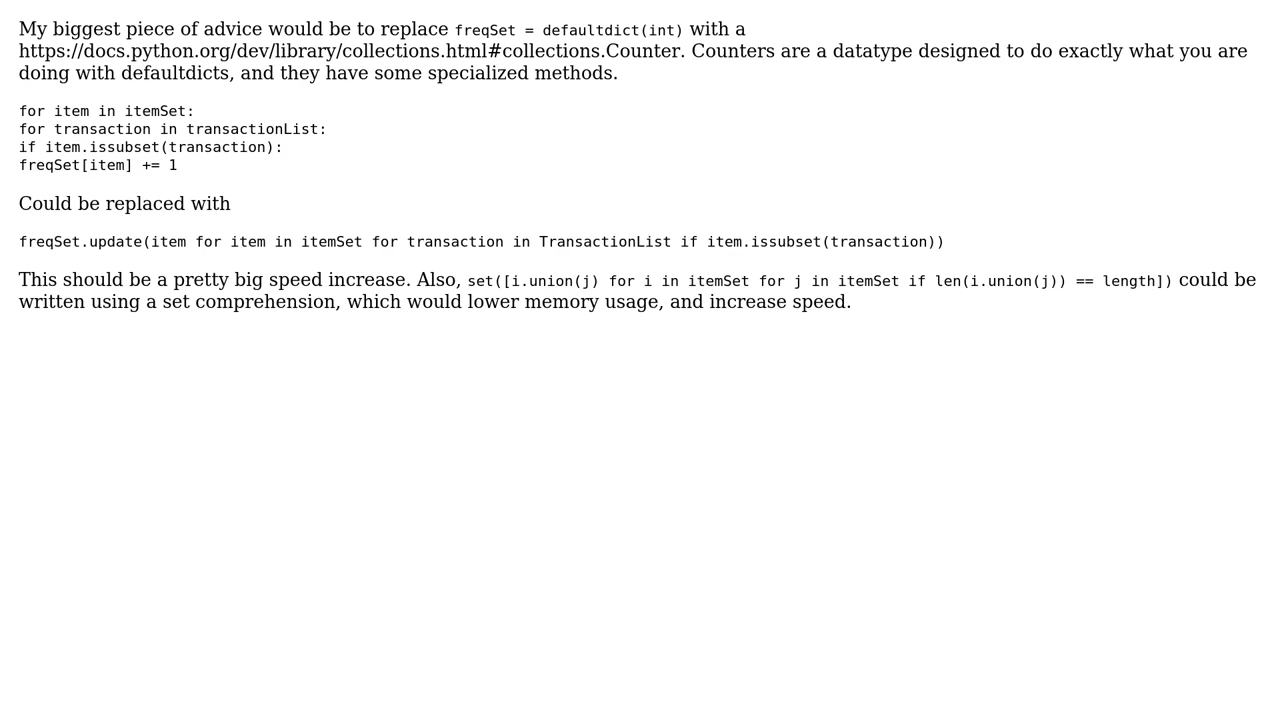 My biggest piece of advice would be to replace freqSet = defaultdict(int) with a
https://docs.python.org/dev/library/collections.html#collections.Counter. Counters are a datatype designed to do exactly what you are
doing with defaultdicts, and they have some specialized methods.
for item in itemSet:
for transaction in transactionList:
if item.issubset(transaction):
freqSet[item] += 1
Could be replaced with
freqSet.update(item for item in itemSet for transaction in TransactionList if item.issubset(transaction))
This should be a pretty big speed increase. Also, set([i.union(j) for i in itemSet for j in itemSet if len(i.union(j)) == length]) could be
written using a set comprehension, which would lower memory usage, and increase speed.